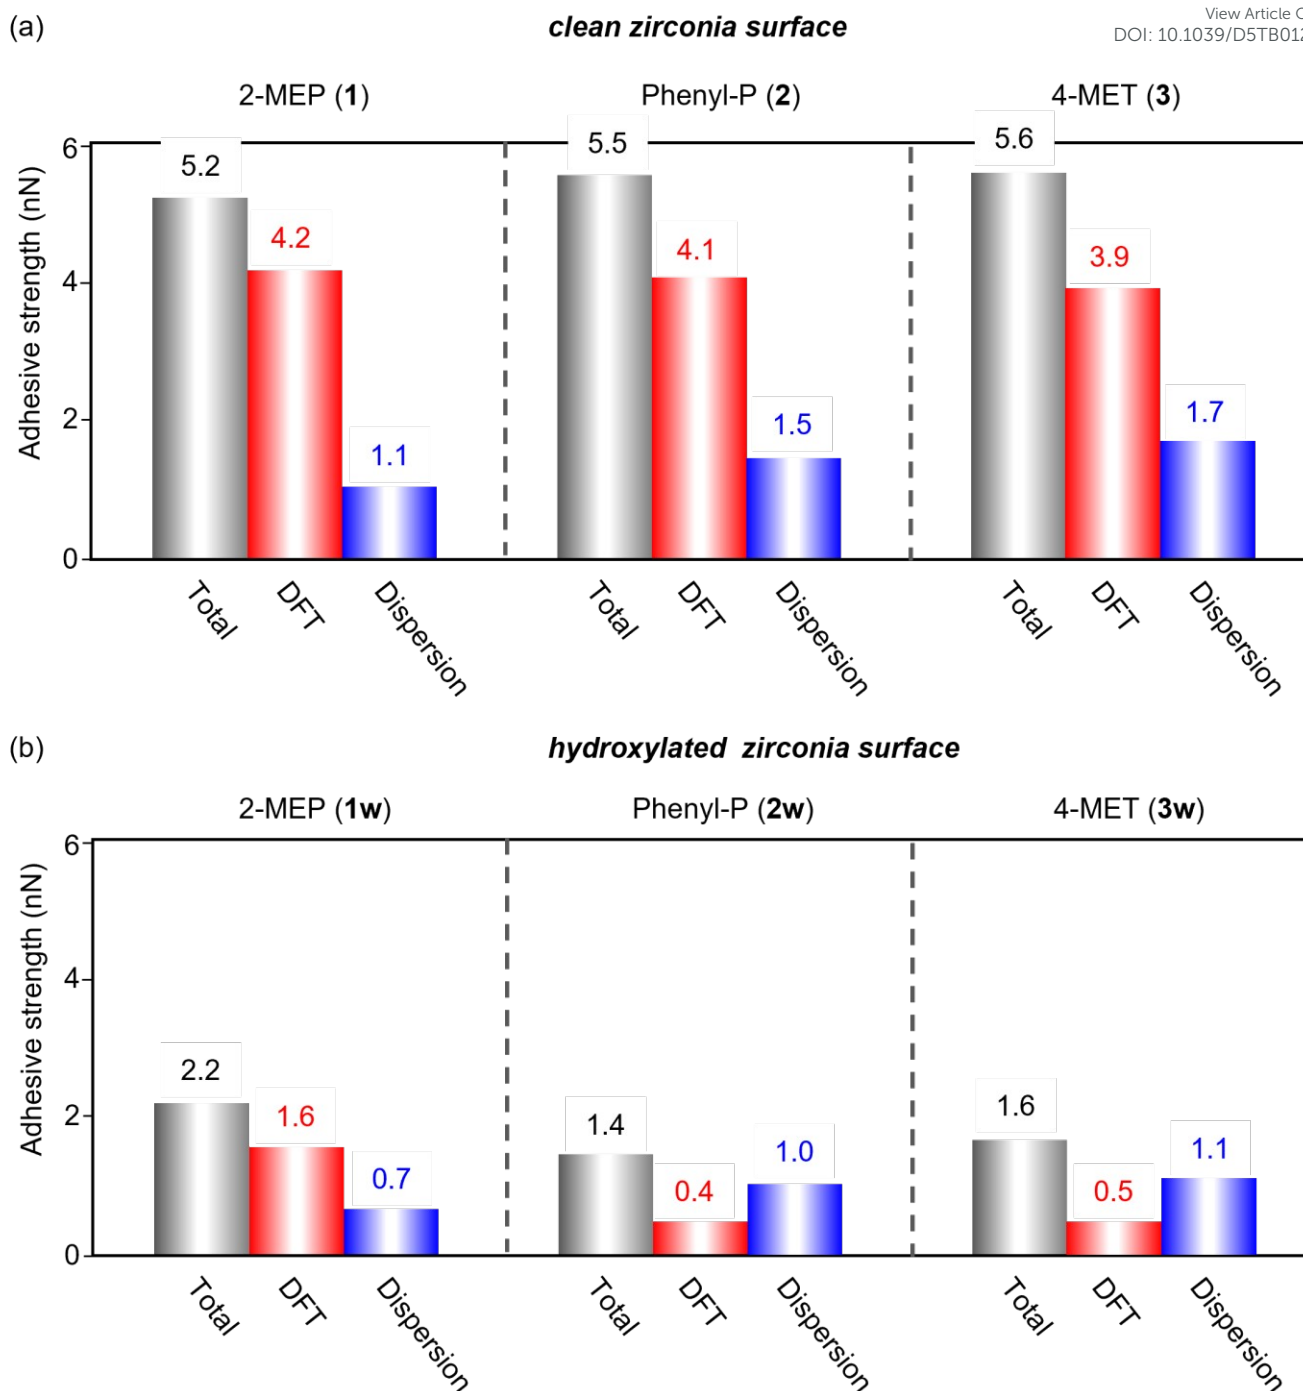 View Article O
DOI: 10.1039/D5TB012
(a)
clean zirconia surface
2-MEP (1)
Phenyl-P (2)
4-MET (3)
Adhesive strength (nN)
6
4
2
0
5.2
4.2
1.1
5.5
4.1
1.5
5.6
3.9
1.7
Total
DFT
Dispersion
Total
DFT
Dispersion
Total
DFT
Dispersion
(b)
hydroxylated zirconia surface
2-MEP (1w)
Phenyl-P (2w)
4-MET (3w)
Adhesive strength (nN)
6
4
2
0
2.2
1.6
0.7
1.4
0.4
1.0
1.6
0.5
1.1
Total
DFT
Dispersion
Total
DFT
Dispersion
Total
DFT
Dispersion